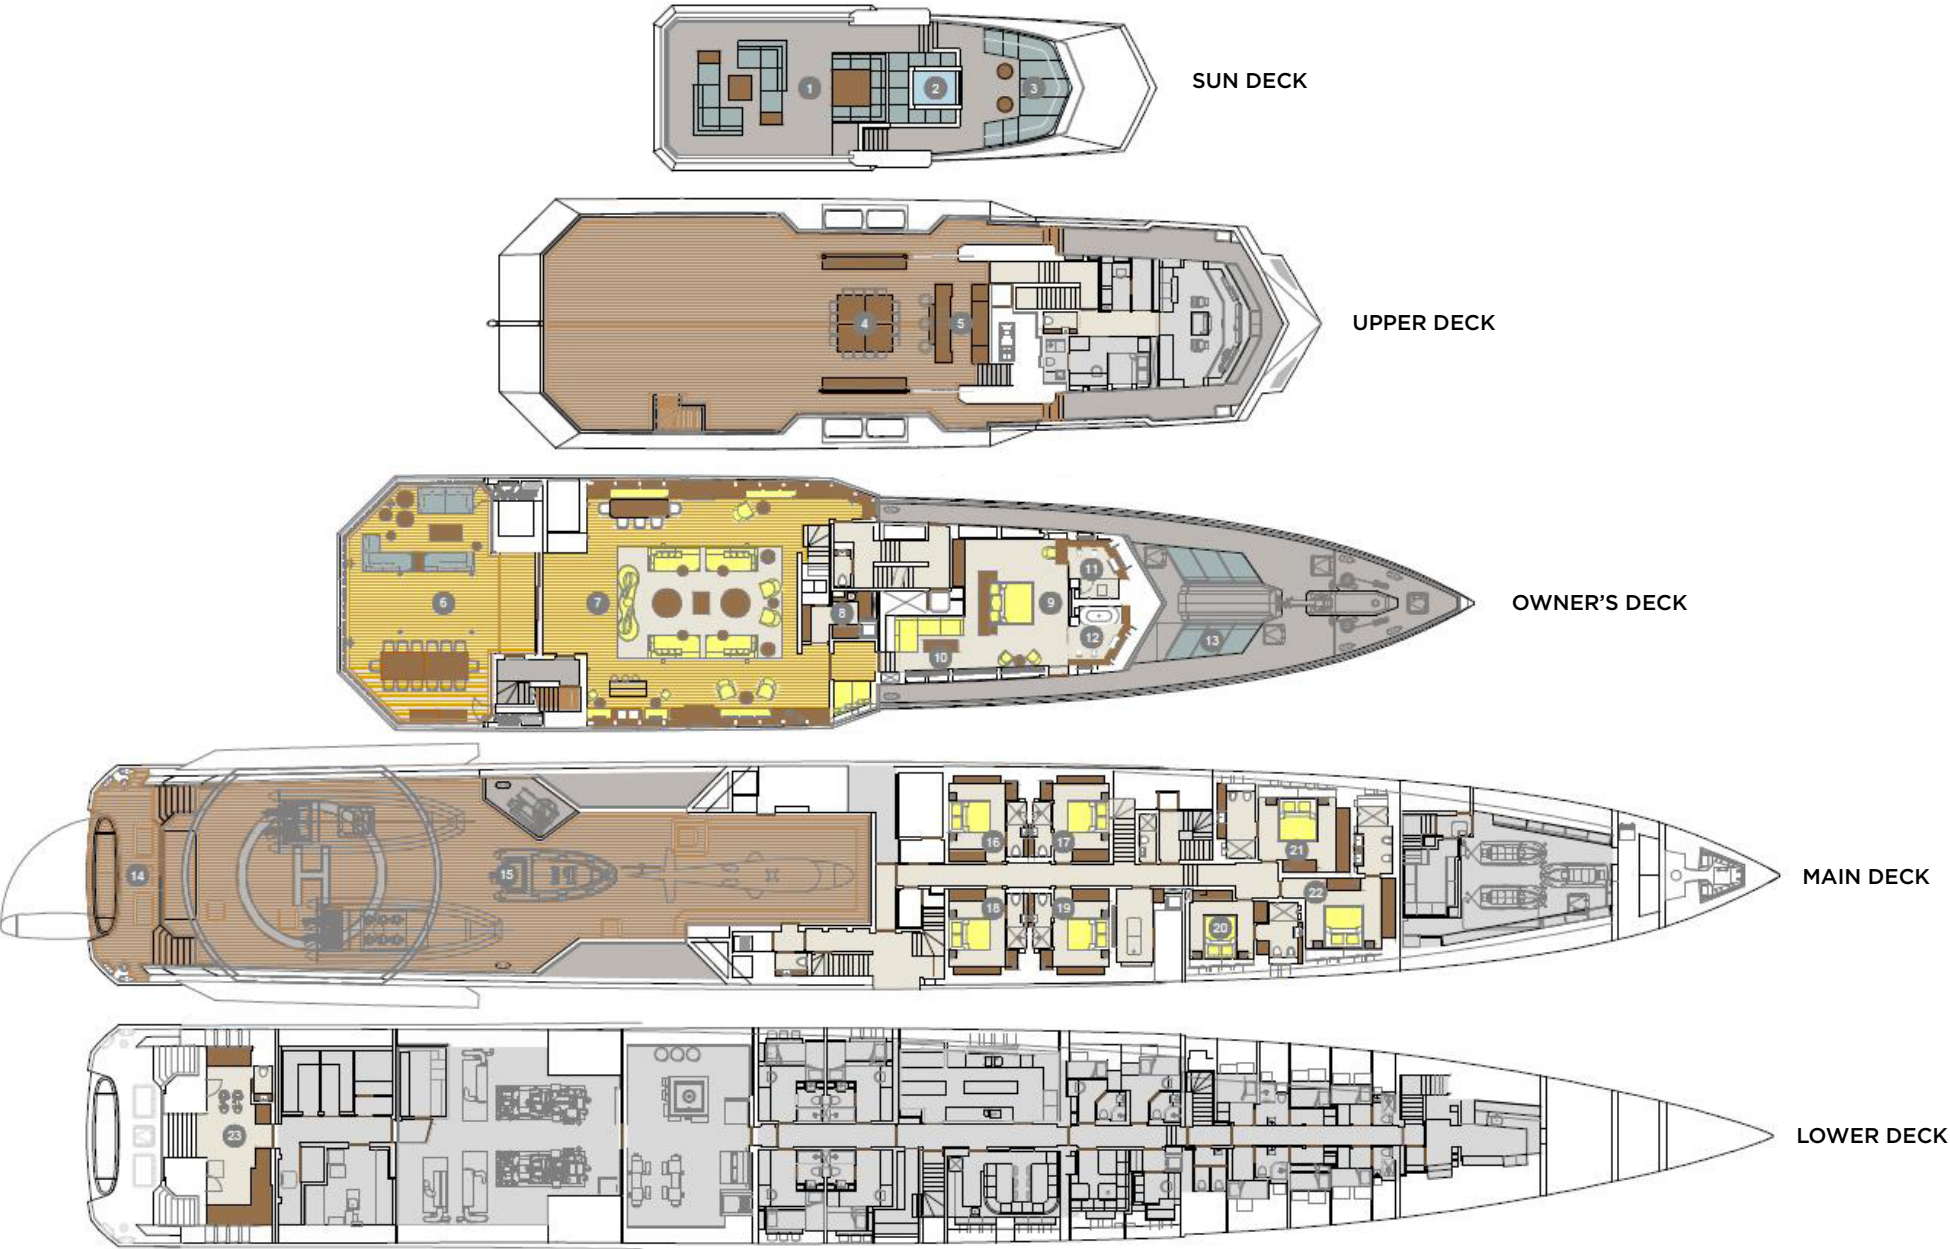 1 2 3 SUN DECK
4 5 UPPER DECK
6 7 8 9 10 11 12 13 OWNER'S DECK
14 15 H 16 17 18 19 20 21 22 MAIN DECK
23 LOWER DECK